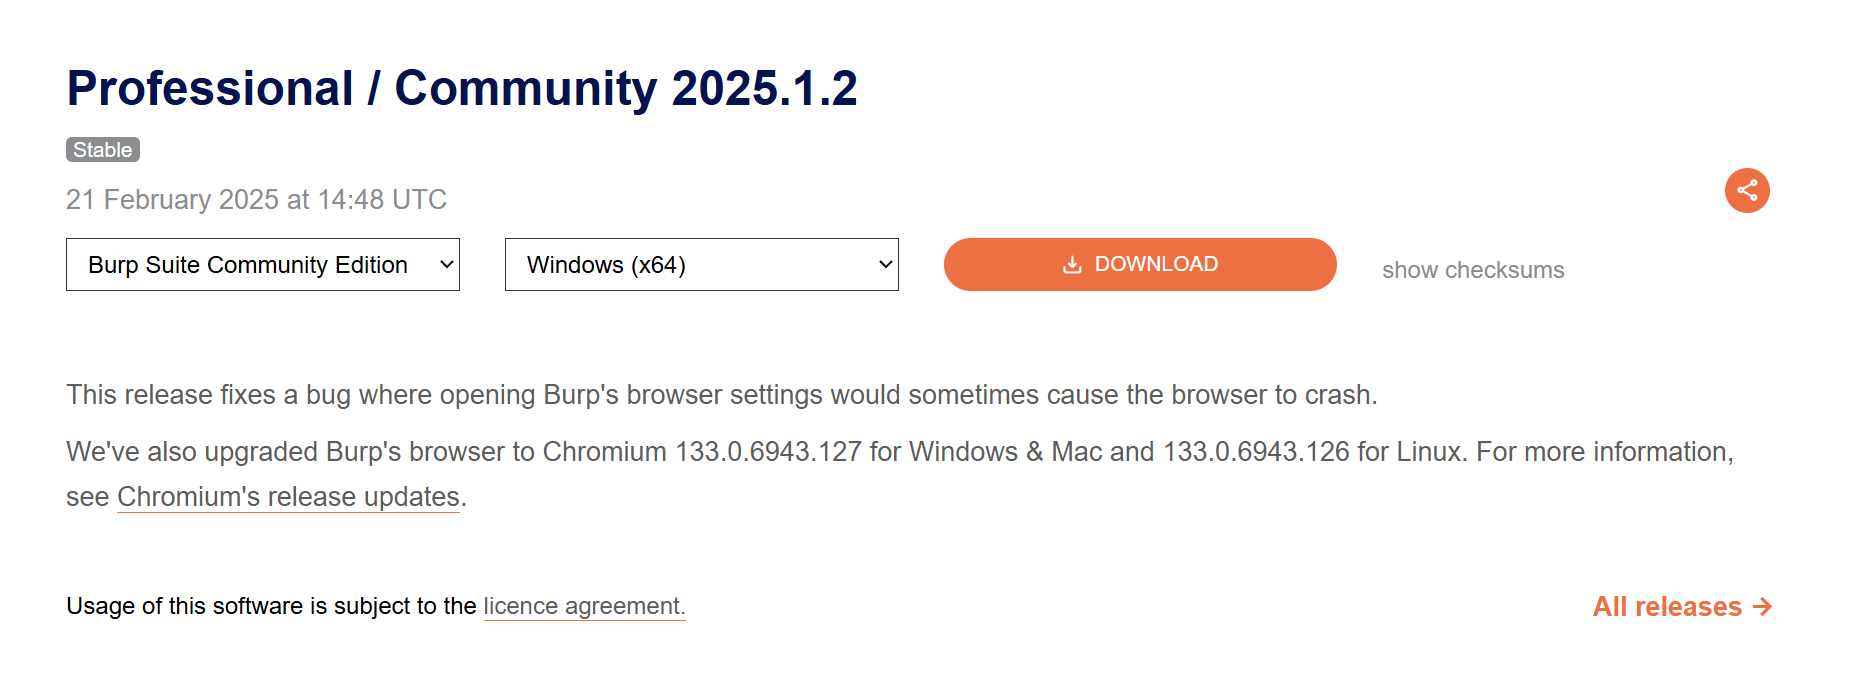 Professional / Community 2025.1.2
Stable
21 February 2025 at 14:48 UTC
Burp Suite Community Edition
Windows (x64)
DOWNLOAD
show checksums
This release fixes a bug where opening Burp's browser settings would sometimes cause the browser to crash.
We've also upgraded Burp's browser to Chromium 133.0.6943.127 for Windows & Mac and 133.0.6943.126 for Linux. For more information,
see Chromium's release updates.
Usage of this software is subject to the licence agreement.
All releases →